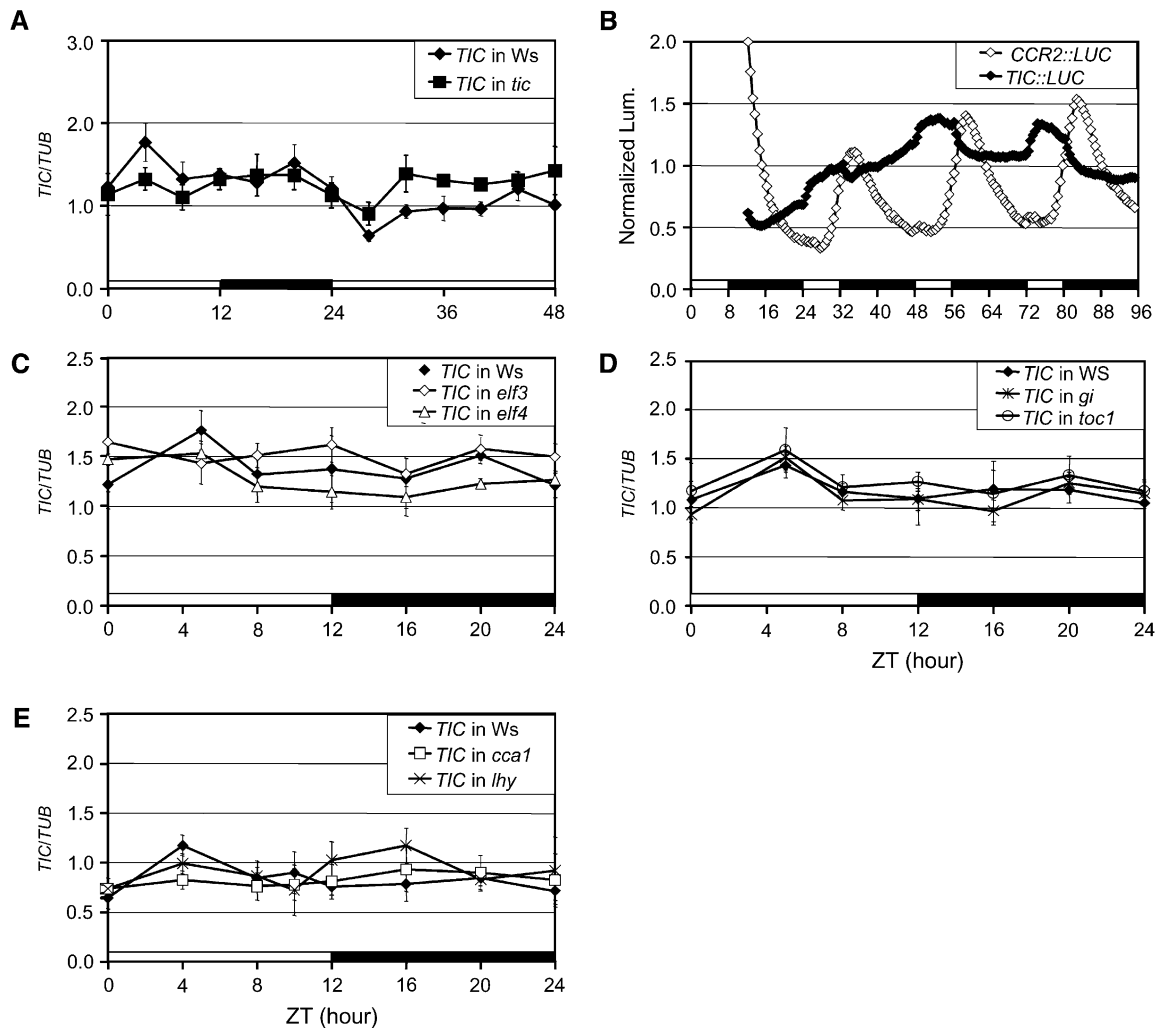 A
3.0
2.0
1.0
0.0
TIC/TUB
TIC in Ws
TIC in tic
0 12 24 36 48
B
2.0
1.5
1.0
0.5
0.0
Normalized Lum.
CCR2::LUC
TIC::LUC
0 8 16 24 32 40 48 56 64 72 80 88 96
C
2.5
2.0
1.5
1.0
0.5
0.0
TIC/TUB
TIC in Ws
TIC in elf3
TIC in elf4
0 4 8 12 16 20 24
D
2.5
2.0
1.5
1.0
0.5
0.0
TIC/TUB
TIC in WS
TIC in gi
TIC in toc1
0 4 8 12 16 20 24
ZT (hour)
E
2.5
2.0
1.5
1.0
0.5
0.0
TIC/TUB
TIC in Ws
TIC in cca1
TIC in lhy
0 4 8 12 16 20 24
ZT (hour)